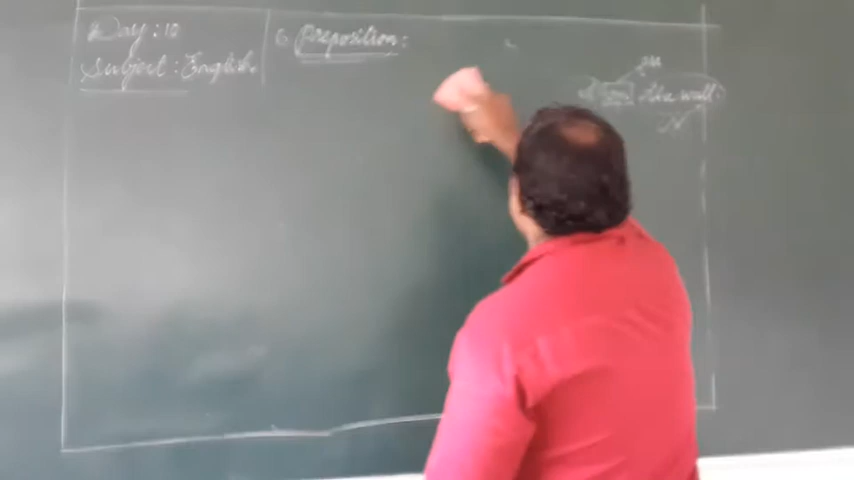 Day: 10
Subject: English.
6. Preposition:
the wall.